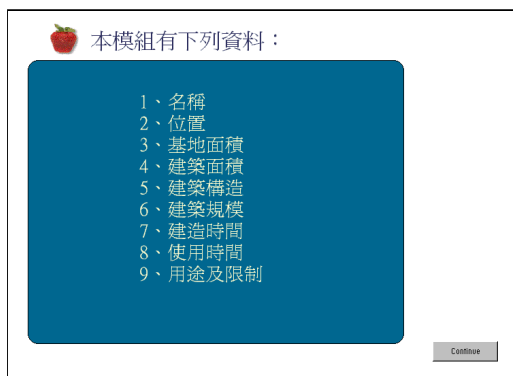 本模組有下列資料：
1、名稱
2、位置
3、基地面積
4、建築面積
5、建築構造
6、建築規模
7、建造時間
8、使用時間
9、用途及限制
Continue